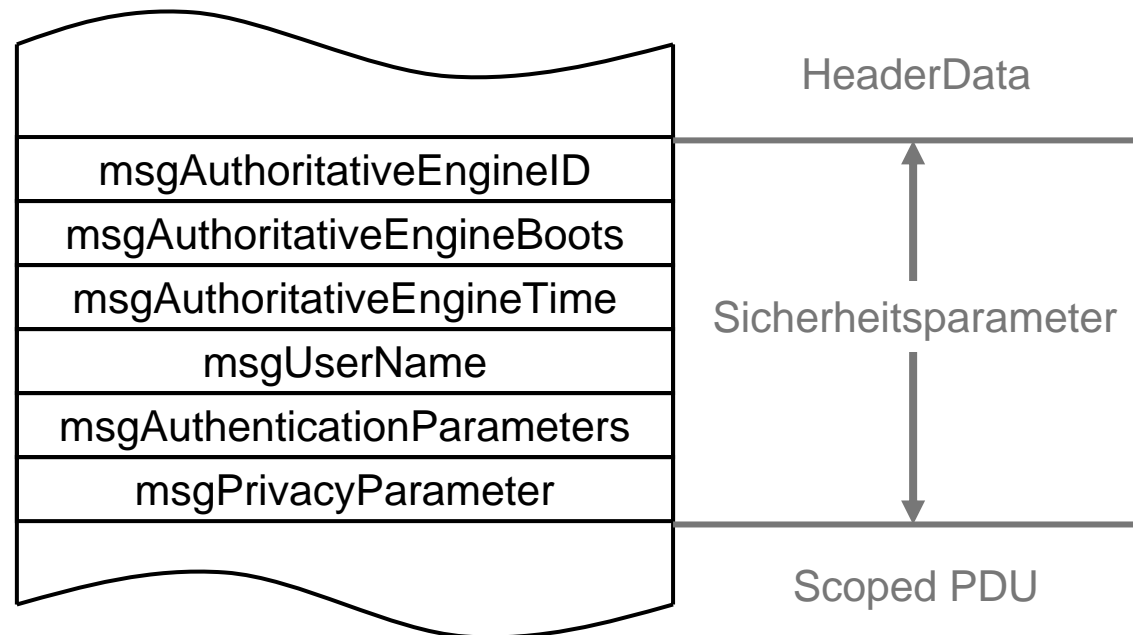 HeaderData
msgAuthoritativeEngineID
msgAuthoritativeEngineBoots
msgAuthoritativeEngineTime
Sicherheitsparameter
msgUserName
msgAuthenticationParameters
msgPrivacyParameter
Scoped PDU